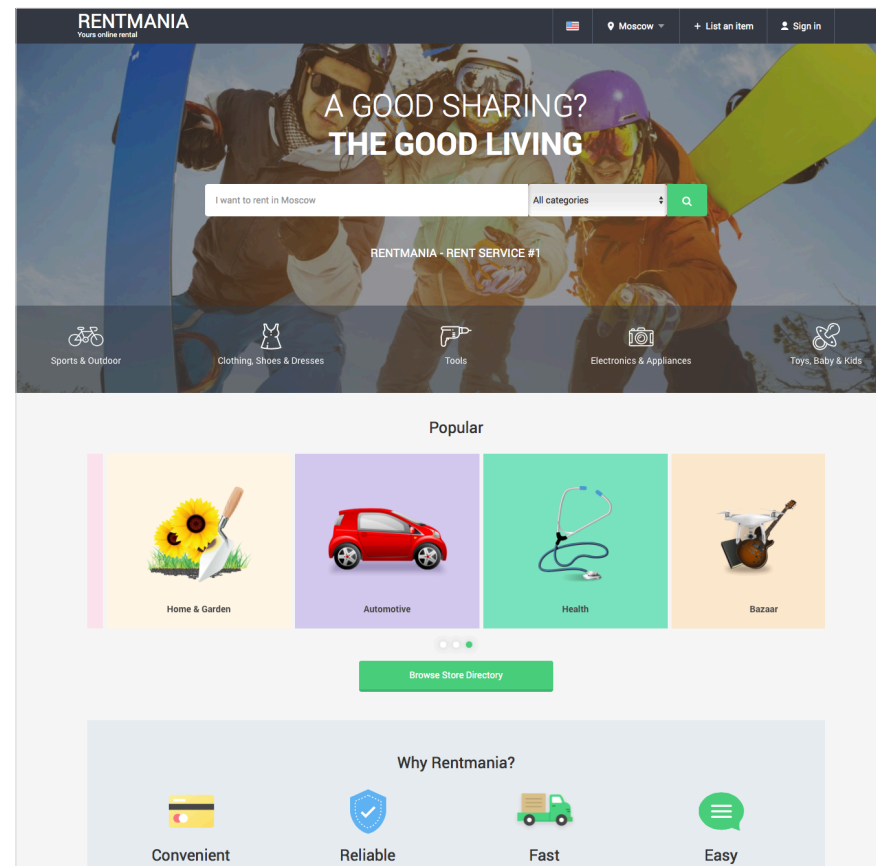 RENTMANIA
Yours online rental
Moscow
+ List an item
Sign in
A GOOD SHARING?
THE GOOD LIVING
I want to rent in Moscow
All categories
RENTMANIA - RENT SERVICE #1
Sports & Outdoor
Clothing, Shoes & Dresses
Tools
Electronics & Appliances
Toys, Baby & Kids
Popular
Home & Garden
Automotive
Health
Bazaar
Browse Store Directory
Why Rentmania?
Convenient
Reliable
Fast
Easy